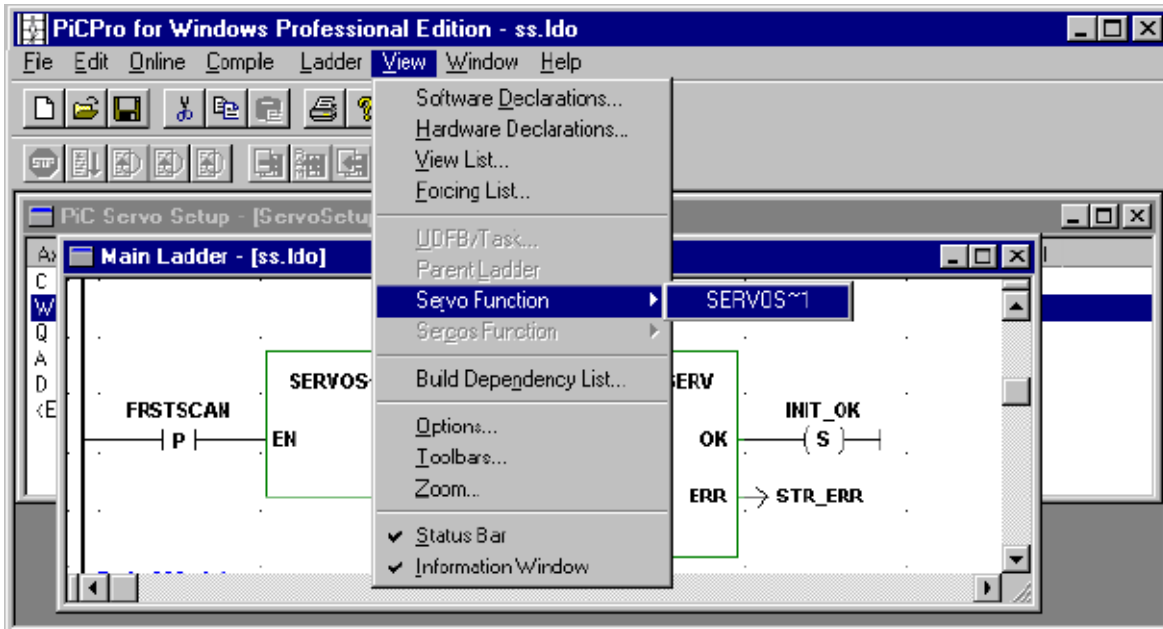 PiCPro for Windows Professional Edition - ss.ldo
File Edit Online Comple Ladder View Window Help
Software Declarations...
Hardware Declarations...
View List...
Forcing List...
UDFB/Task...
Parent Ladder
Servo Function
SERVOS~1
Sercos Function
Build Dependency List...
Options...
Toolbars...
Zoom...
Status Bar
Information Window
STP
PiC Servo Setup - [ServoSetu
Ax
Main Ladder - [ss.ldo]
C
W
Q
A
D
<E
SERVOS~
SERV
FRSTSCAN
INIT_OK
P
EN
OK
S
ERR
STR_ERR